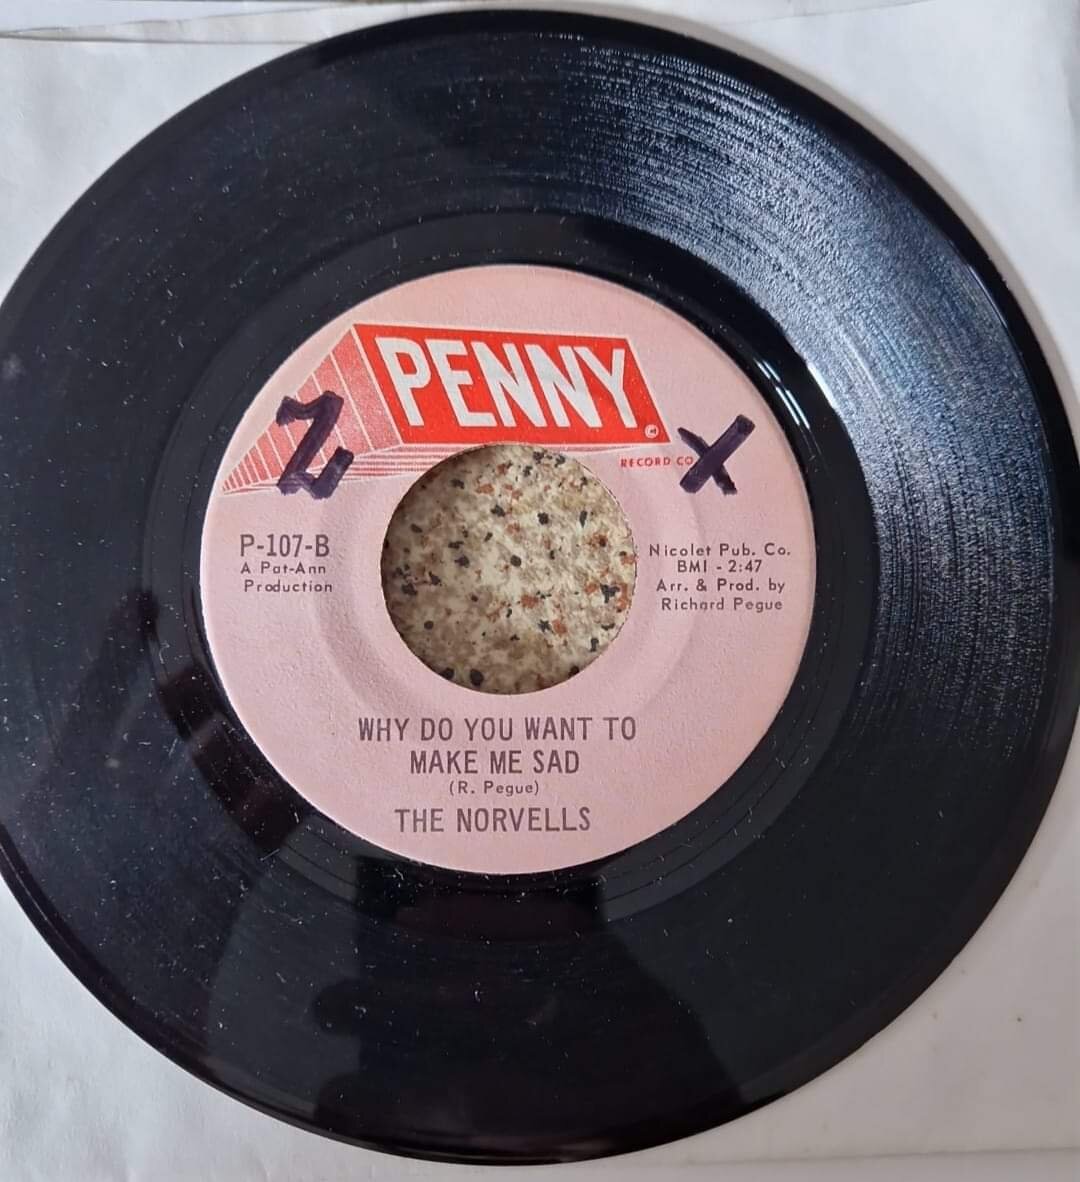 PENNY
RECORD CO
Z X
P-107-B
A Pat-Ann
Production
Nicolet Pub. Co.
BMI - 2:47
Arr. & Prod. by
Richard Pegue
WHY DO YOU WANT TO
MAKE ME SAD
(R. Pegue)
THE NORVELLS